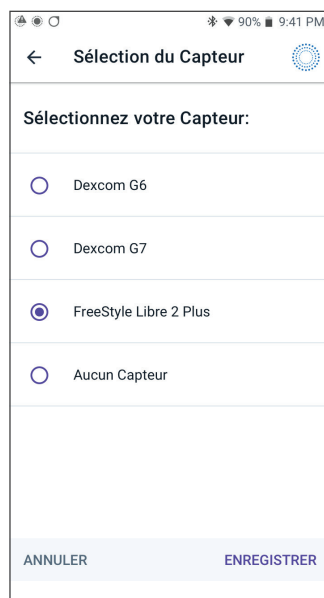 90% 9:41 PM
Sélection du Capteur
Sélectionnez votre Capteur:
Dexcom G6
Dexcom G7
FreeStyle Libre 2 Plus
Aucun Capteur
ANNULER ENREGISTRER